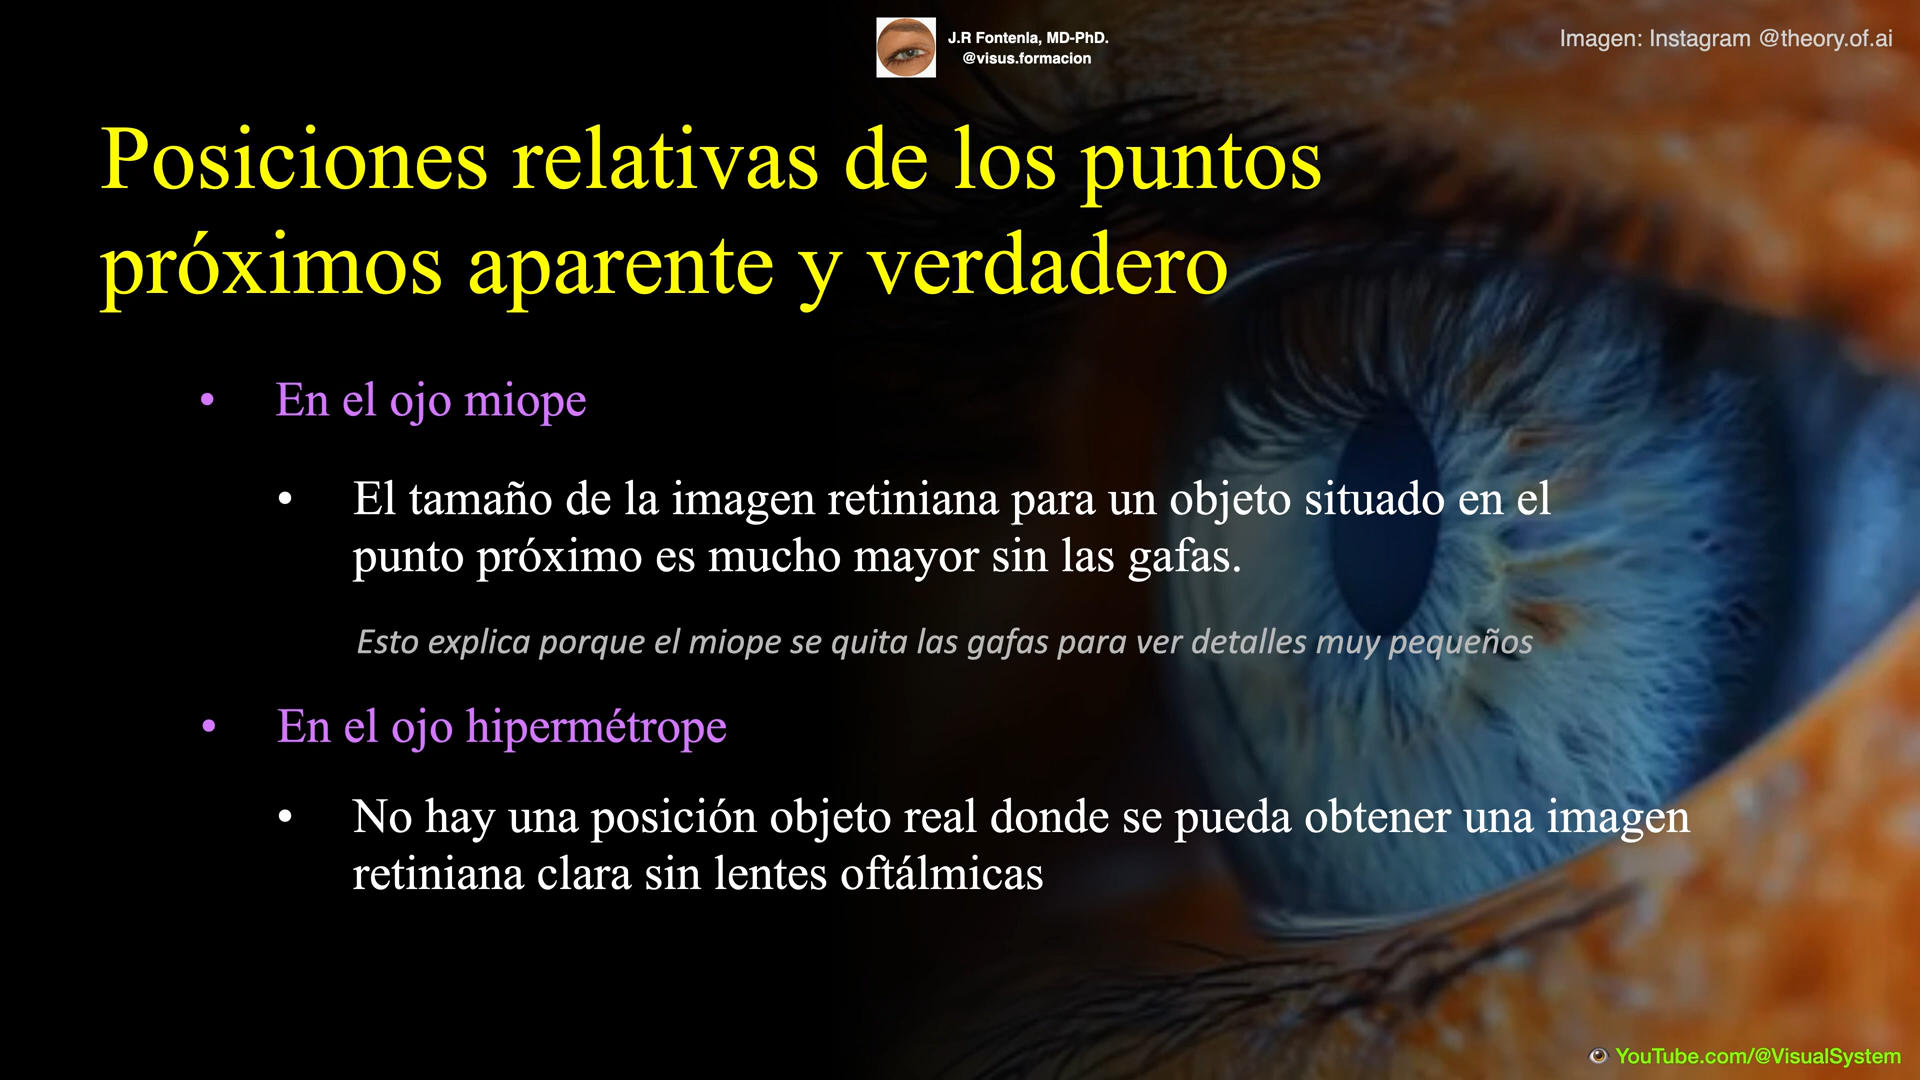 J.R Fontenla, MD-PhD.
@visus.formacion
Imagen: Instagram @theory.of.ai
Posiciones relativas de los puntos
próximos aparente y verdadero
• En el ojo miope
• El tamaño de la imagen retiniana para un objeto situado en el
punto próximo es mucho mayor sin las gafas.
Esto explica porque el miope se quita las gafas para ver detalles muy pequeños
• En el ojo hipermétrope
• No hay una posición objeto real donde se pueda obtener una imagen
retiniana clara sin lentes oftálmicas
YouTube.com/@VisualSystem